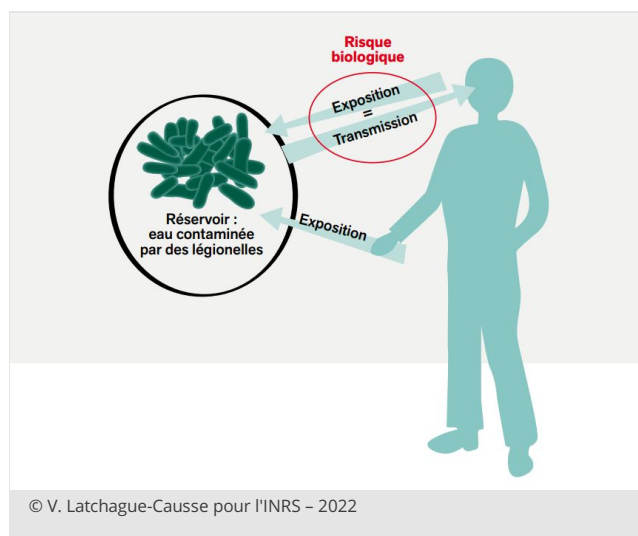 Risque
biologique
Exposition
=
Transmission
Réservoir :
eau contaminée
par des légionelles
Exposition
© V. Latchague-Causse pour l'INRS – 2022